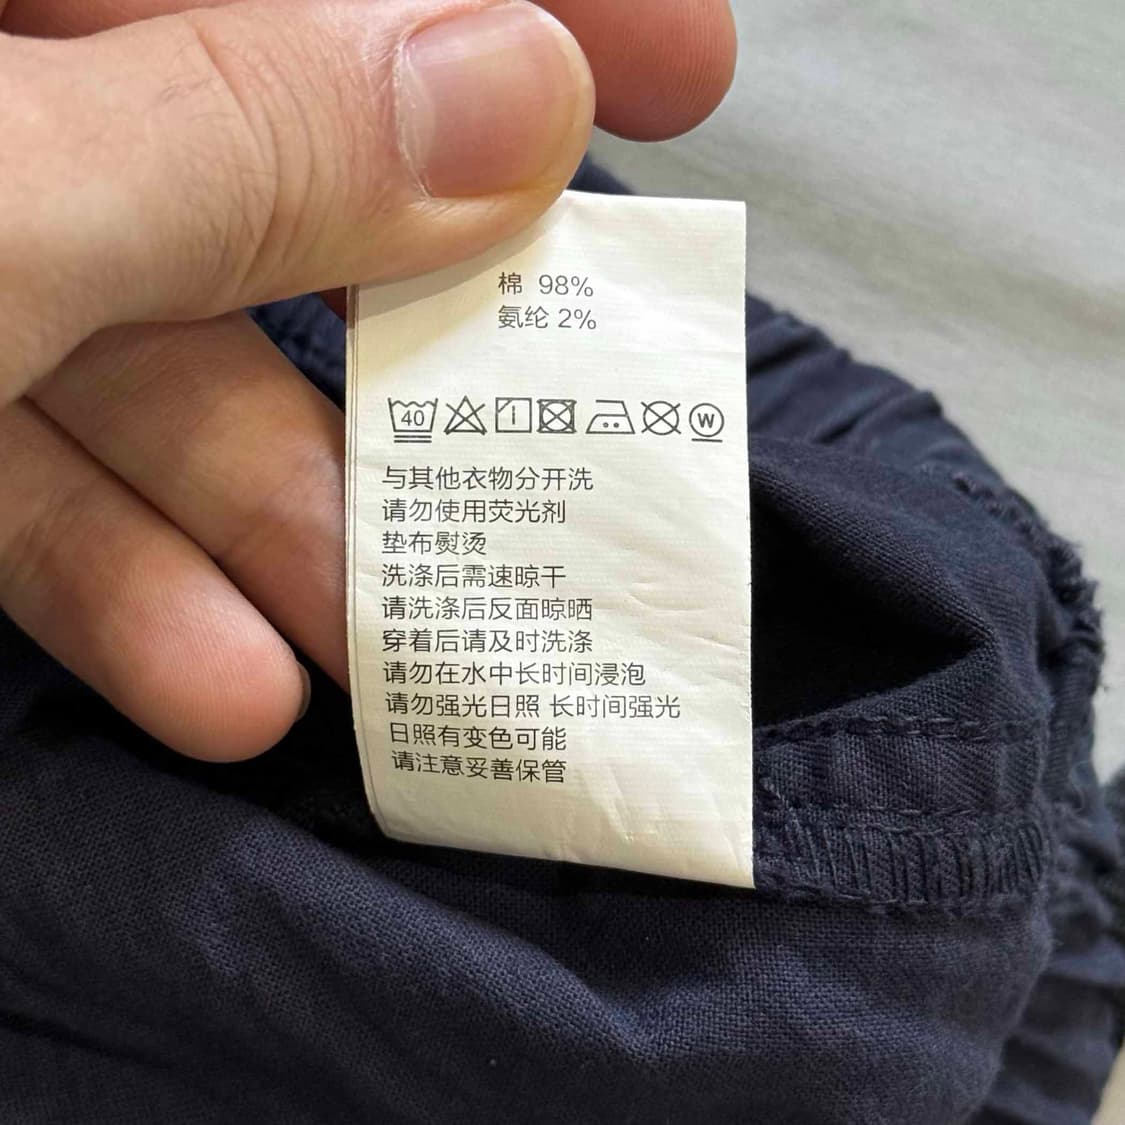 棉 98%
氨纶 2%
40 W
与其他衣物分开洗
请勿使用荧光剂
垫布熨烫
洗涤后需速晾干
请洗涤后反面晾晒
穿着后请及时洗涤
请勿在水中长时间浸泡
请勿强光日照 长时间强光
日照有变色可能
请注意妥善保管